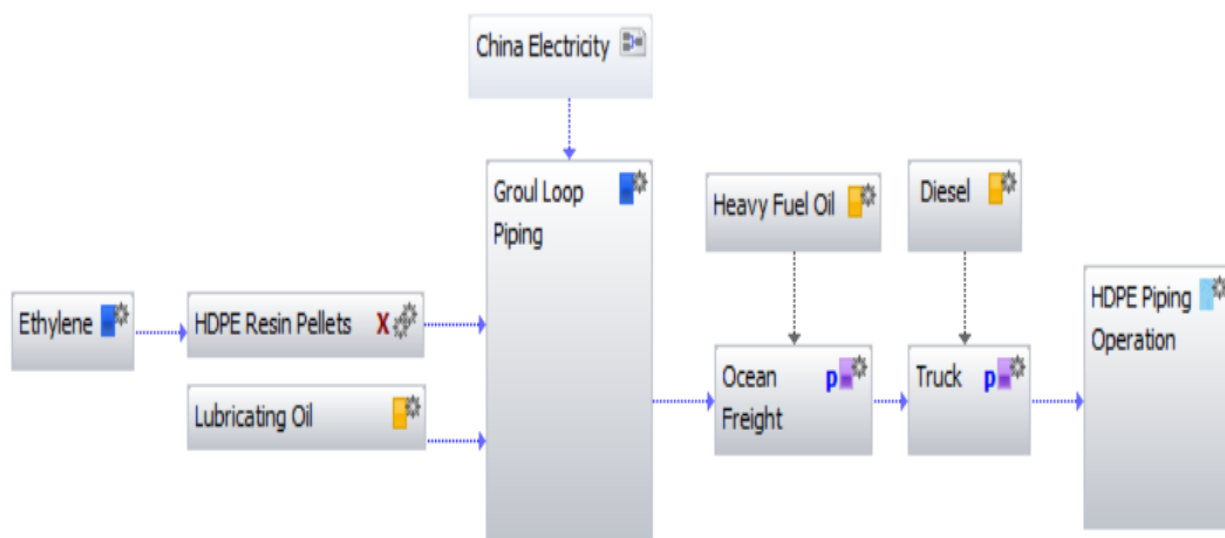 China Electricity
Groul Loop
Piping
Heavy Fuel Oil
Diesel
Ethylene
HDPE Resin Pellets X
Lubricating Oil
HDPE Piping
Operation
Ocean p
Freight
Truck p